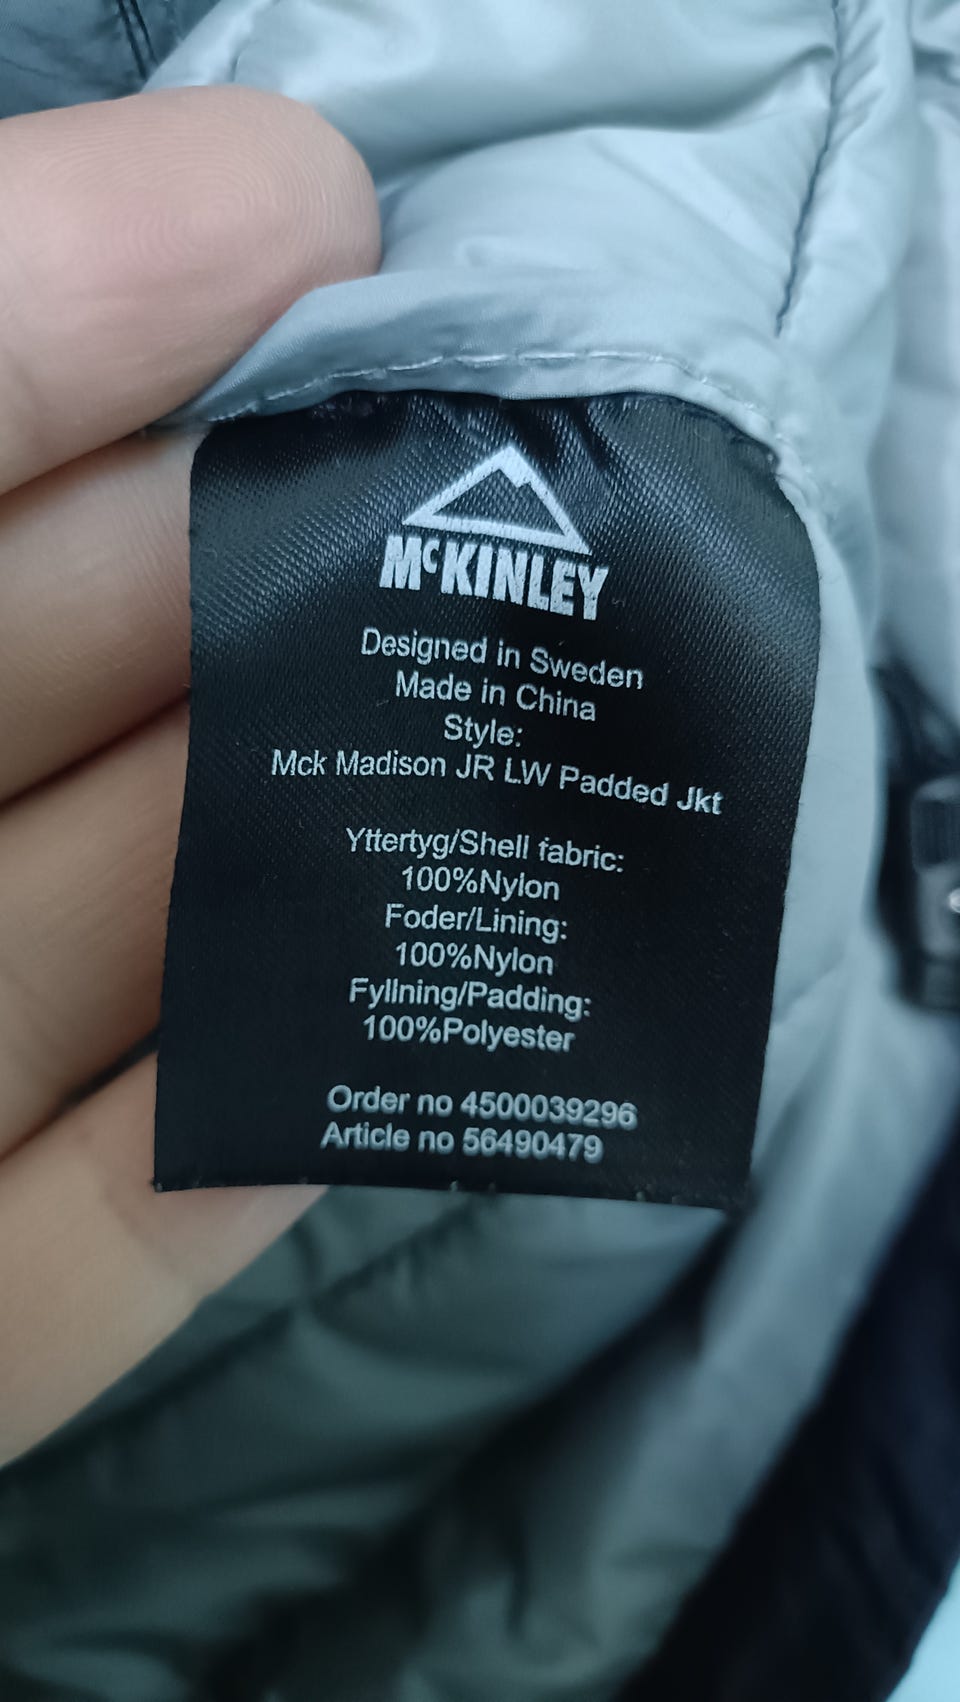 McKINLEY
Designed in Sweden
Made in China
Style:
Mck Madison JR LW Padded Jkt
Yttertyg/Shell fabric:
100%Nylon
Foder/Lining:
100%Nylon
Fyllning/Padding:
100%Polyester
Order no 4500039296
Article no 56490479